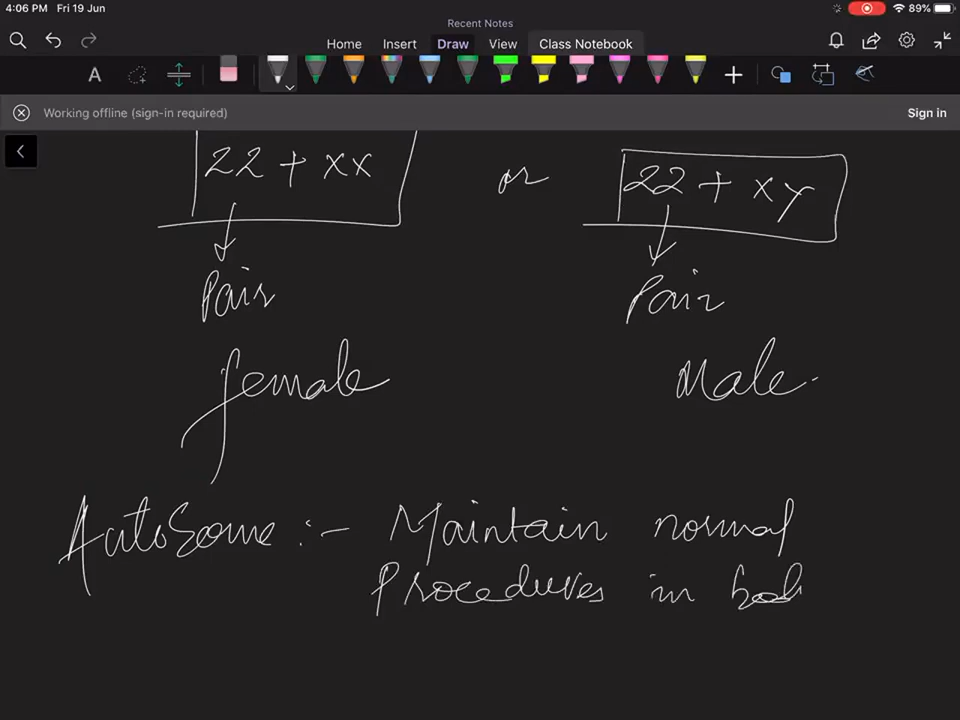 4:06 PM Fri 19 Jun 89%
Recent Notes
Home Insert Draw View Class Notebook
A
Working offline (sign-in required) Sign in
22 + xx or 22 + xy
Pair Pair
female Male.
AutoSome :- Maintain normal
Procedures in